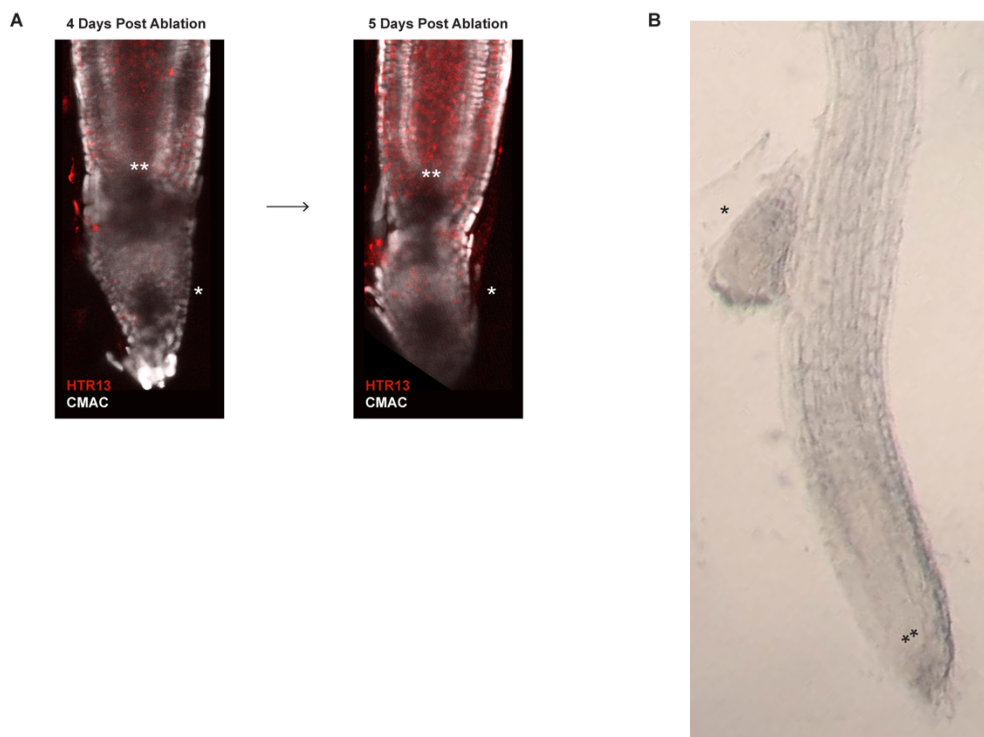 A
4 Days Post Ablation
5 Days Post Ablation
B
**
**
*
*
*
**
HTR13
CMAC
HTR13
CMAC